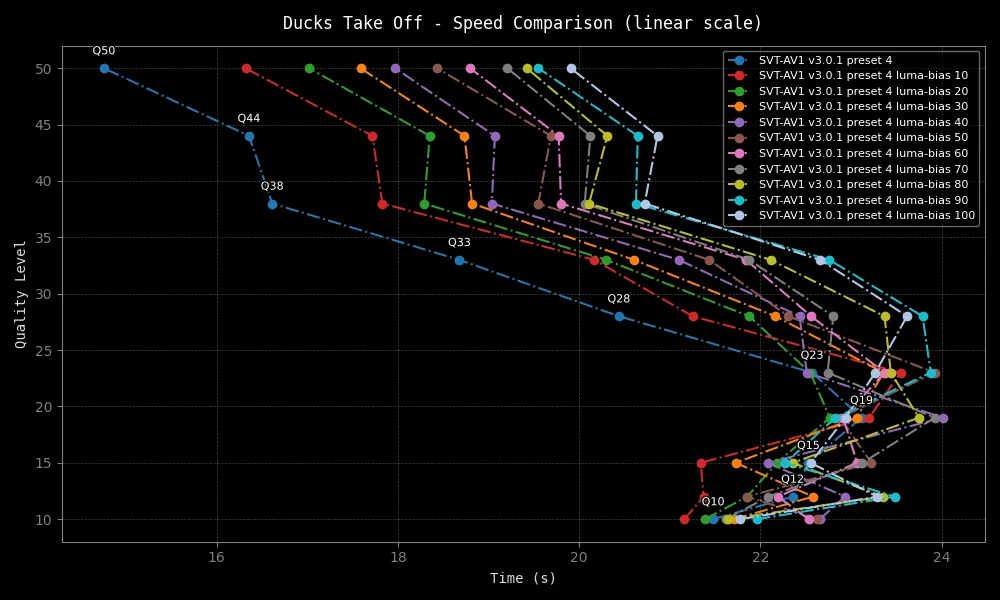 Ducks Take Off - Speed Comparison (linear scale)
Q50
Q44
Q38
Q33
Q28
Q23
Q19
Q15
Q12
Q10
SVT-AV1 v3.0.1 preset 4
SVT-AV1 v3.0.1 preset 4 luma-bias 10
SVT-AV1 v3.0.1 preset 4 luma-bias 20
SVT-AV1 v3.0.1 preset 4 luma-bias 30
SVT-AV1 v3.0.1 preset 4 luma-bias 40
SVT-AV1 v3.0.1 preset 4 luma-bias 50
SVT-AV1 v3.0.1 preset 4 luma-bias 60
SVT-AV1 v3.0.1 preset 4 luma-bias 70
SVT-AV1 v3.0.1 preset 4 luma-bias 80
SVT-AV1 v3.0.1 preset 4 luma-bias 90
SVT-AV1 v3.0.1 preset 4 luma-bias 100
Quality Level
50
45
40
35
30
25
20
15
10
16 18 20 22 24
Time (s)